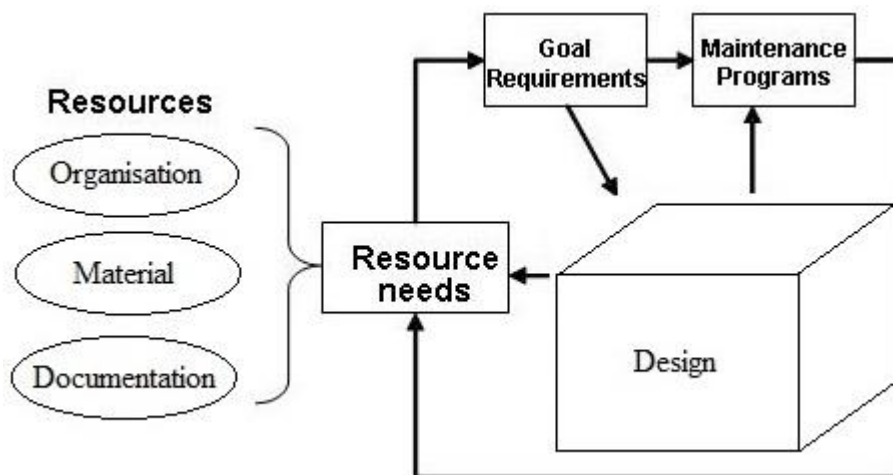 Goal
Requirements
Maintenance
Programs
Resources
Organisation
Material
Documentation
Resource
needs
Design